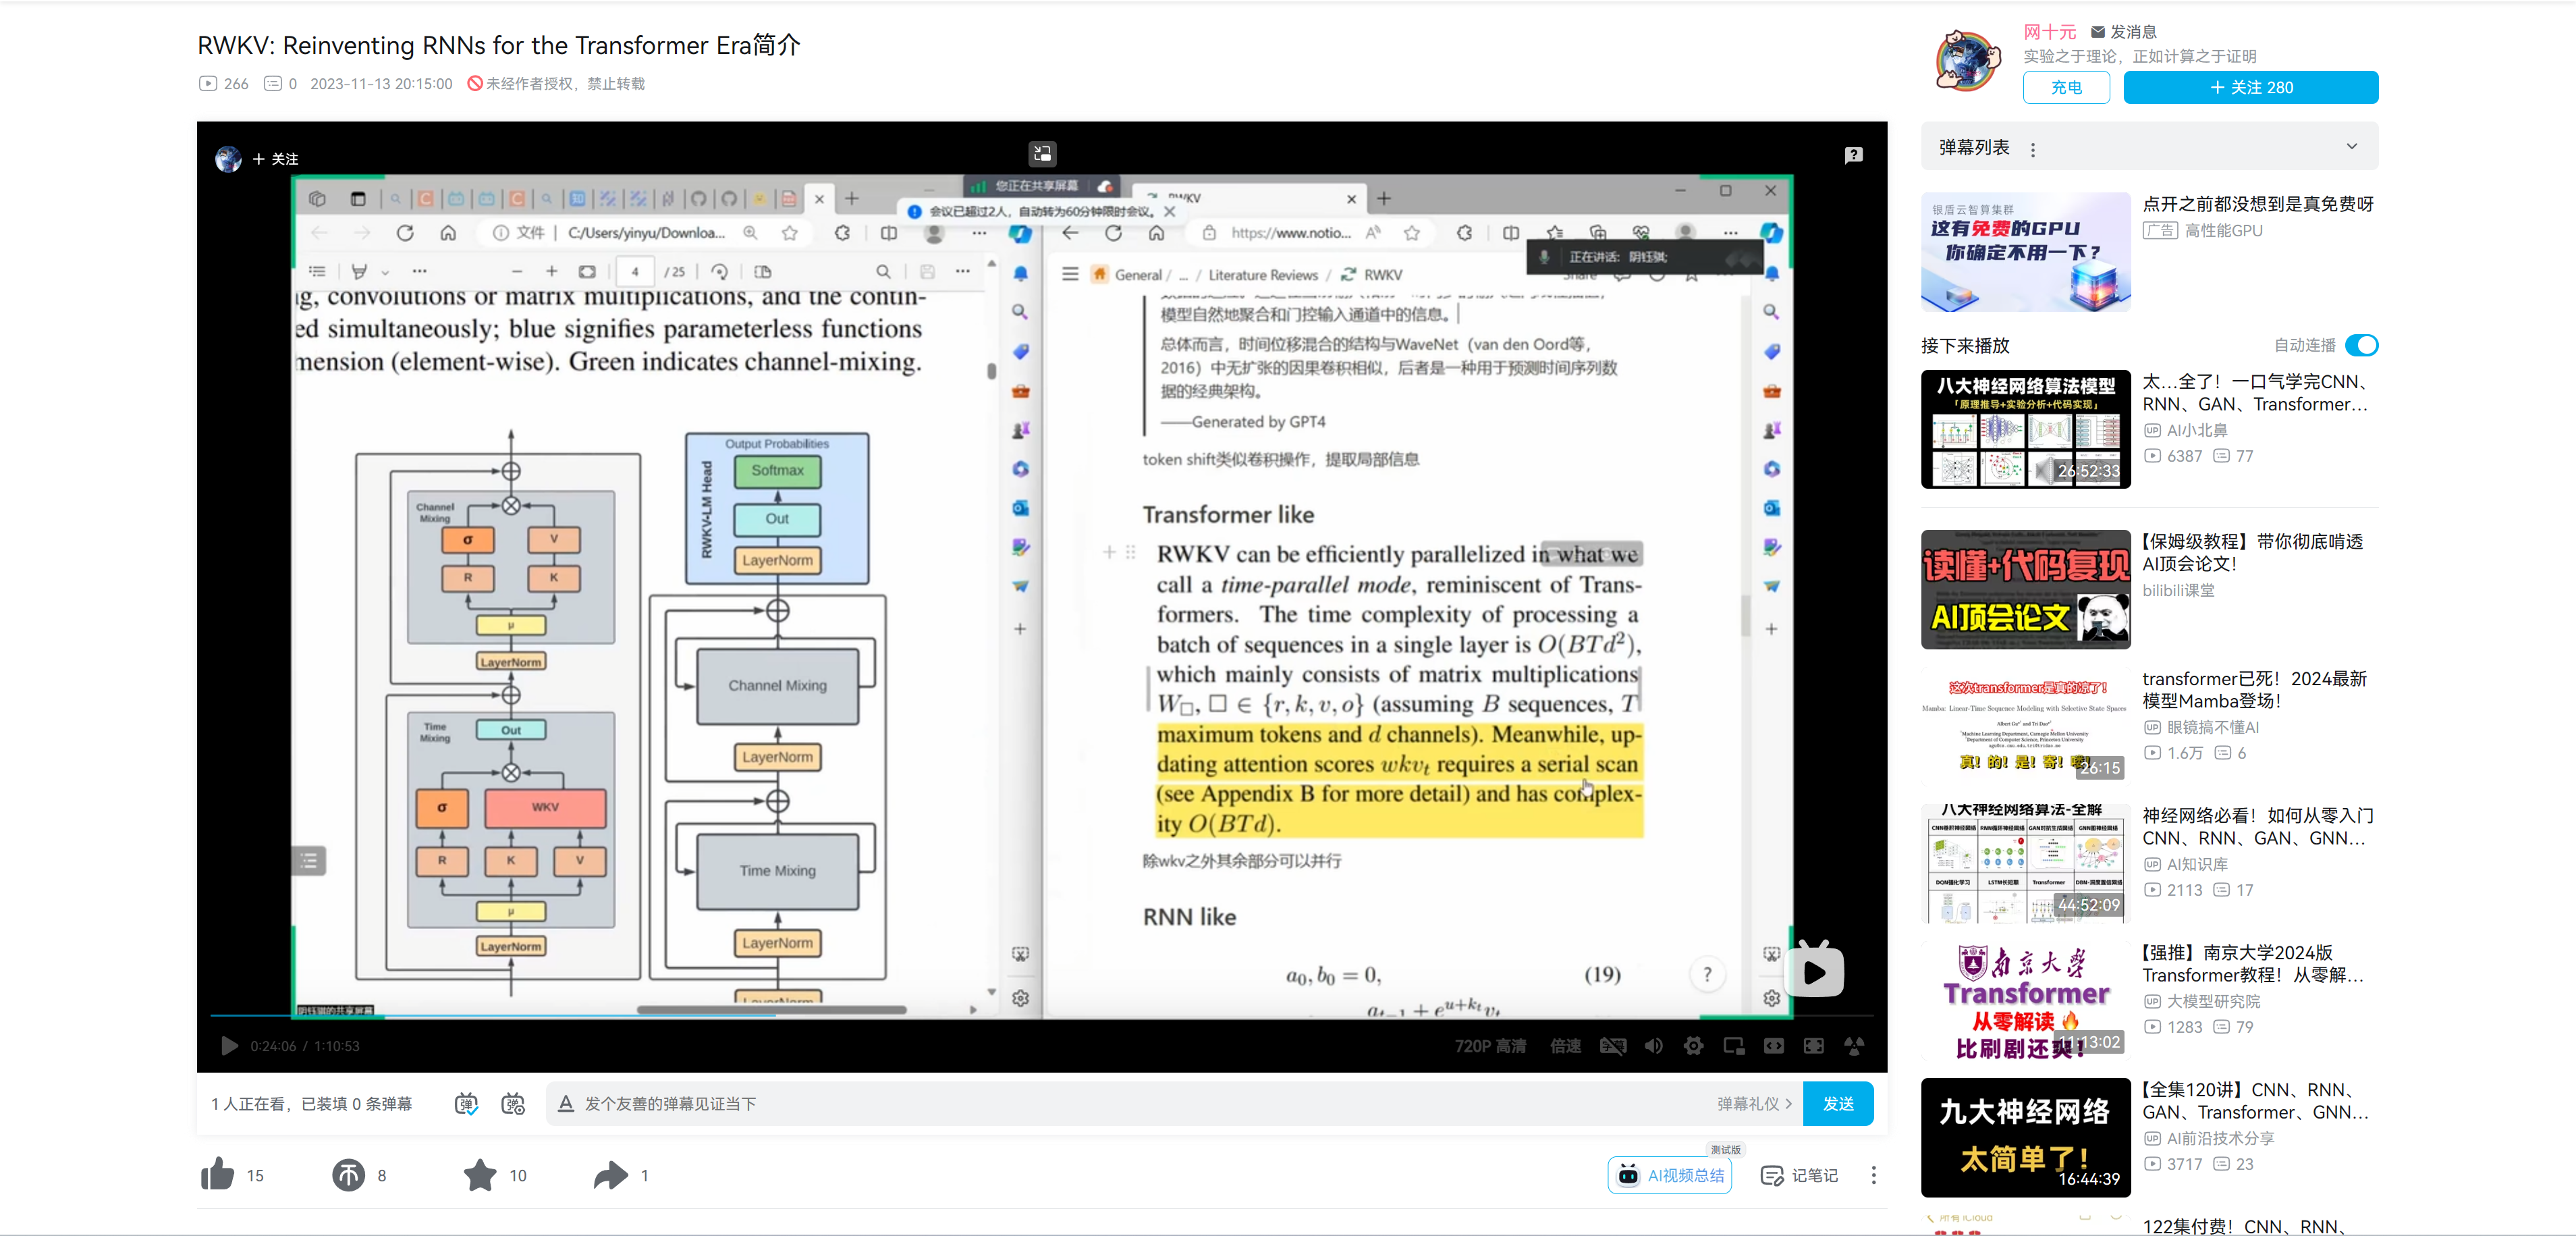 RWKV: Reinventing RNNs for the Transformer Era简介
266 0 2023-11-13 20:15:00 未经作者授权，禁止转载
+ 关注
您正在共享屏幕
会议已超过2人，自动转为60分钟限时会议。
文件 C:/Users/yinyu/Downloa...
4 / 25
ng, convolutions or matrix multiplications, and the contin-
ed simultaneously; blue signifies parameterless functions
mension (element-wise). Green indicates channel-mixing.
Channel
Mixing
σ
V
R
K
μ
LayerNorm
Time
Mixing
Out
σ
WKV
R
K
V
μ
LayerNorm
RWKV-LM Head
Output Probabilities
Softmax
Out
LayerNorm
Channel Mixing
LayerNorm
Time Mixing
LayerNorm
LayerNorm
RWKV
https://www.notio...
正在讲话: 阴钰骐;
General / ... / Literature Reviews / RWKV
Share
模型自然地聚合和门控输入通道中的信息。
总体而言，时间位移混合的结构与WaveNet（van den Oord等，
2016）中无扩张的因果卷积相似，后者是一种用于预测时间序列数
据的经典架构。
——Generated by GPT4
token shift类似卷积操作，提取局部信息
Transformer like
RWKV can be efficiently parallelized in what we
call a time-parallel mode, reminiscent of Trans-
formers. The time complexity of processing a
batch of sequences in a single layer is O(BTd²),
which mainly consists of matrix multiplications
W□, □ ∈ {r, k, v, o} (assuming B sequences, T
maximum tokens and d channels). Meanwhile, up-
dating attention scores wkvₜ requires a serial scan
(see Appendix B for more detail) and has complex-
ity O(BTd).
除wkv之外其余部分可以并行
RNN like
a₀, b₀ = 0, (19)
0:24:06 / 1:10:53
720P 高清 倍速 字幕
1 人正在看，已装填 0 条弹幕
发个友善的弹幕见证当下
弹幕礼仪 >
发送
15
8
10
1
测试版
AI视频总结
记笔记
网十元 发消息
实验之于理论，正如计算之于证明
充电
+ 关注 280
弹幕列表
银盾云智算集群
这有免费的GPU
你确定不用一下？
点开之前都没想到是真免费呀
广告 高性能GPU
接下来播放
自动连播
八大神经网络算法模型
「原理推导+实验分析+代码实现」
26:52:33
太...全了！一口气学完CNN、
RNN、GAN、Transformer...
UP AI小北鼻
6387 77
读懂+代码复现
AI顶会论文
【保姆级教程】带你彻底啃透
AI顶会论文！
bilibili课堂
这次transformer是真的凉了！
Mamba: Linear-Time Sequence Modeling with Selective State Spaces
真！的！是！寄！
26:15
transformer已死！2024最新
模型Mamba登场！
UP 眼镜搞不懂AI
1.6万 6
八大神经网络算法-全解
44:52:09
神经网络必看！如何从零入门
CNN、RNN、GAN、GNN...
UP AI知识库
2113 17
南京大学
Transformer
从零解读
比刷剧还爽！
11:13:02
【强推】南京大学2024版
Transformer教程！从零解...
UP 大模型研究院
1283 79
九大神经网络
太简单了！
16:44:39
【全集120讲】CNN、RNN、
GAN、Transformer、GNN...
UP AI前沿技术分享
3717 23
122集付费！CNN、RNN、